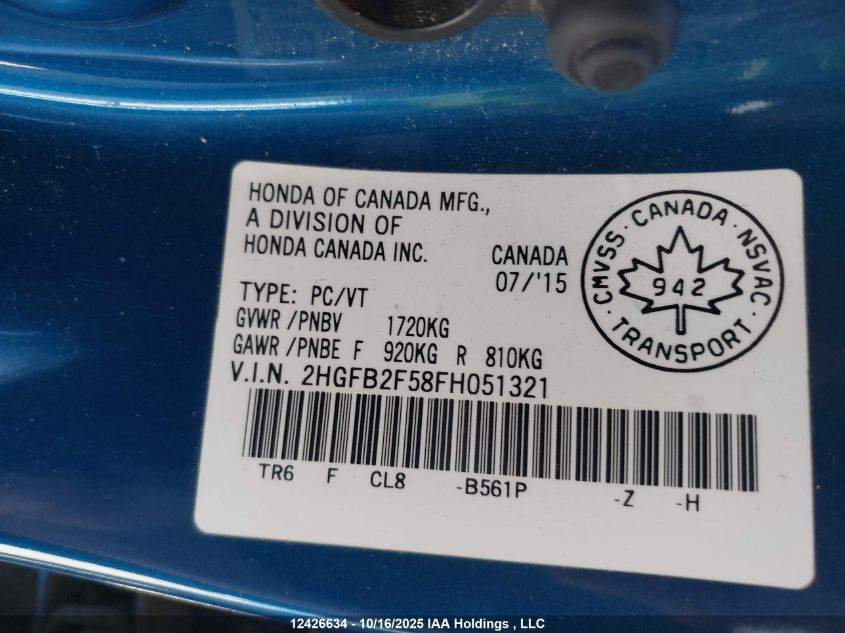 HONDA OF CANADA MFG.,
A DIVISION OF
HONDA CANADA INC.
CANADA
07/'15
TYPE: PC/VT
GVWR /PNBV 1720KG
GAWR /PNBE F 920KG R 810KG
V.I.N. 2HGFB2F58FH051321
TR6 F CL8 -B561P -Z -H
CMVSS · CANADA · NSVAC · TRANSPORT ·
942
12426634 - 10/16/2025 IAA Holdings , LLC